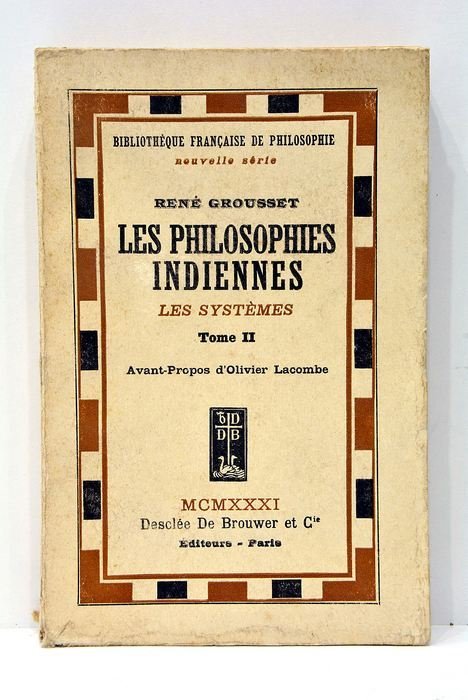 BIBLIOTHÈQUE FRANÇAISE DE PHILOSOPHIE
nouvelle série
RENÉ GROUSSET
LES PHILOSOPHIES
INDIENNES
LES SYSTÈMES
Tome II
Avant-Propos d'Olivier Lacombe
D D
D B
MCMXXXI
Desclée De Brouwer et Cie
Éditeurs - Paris